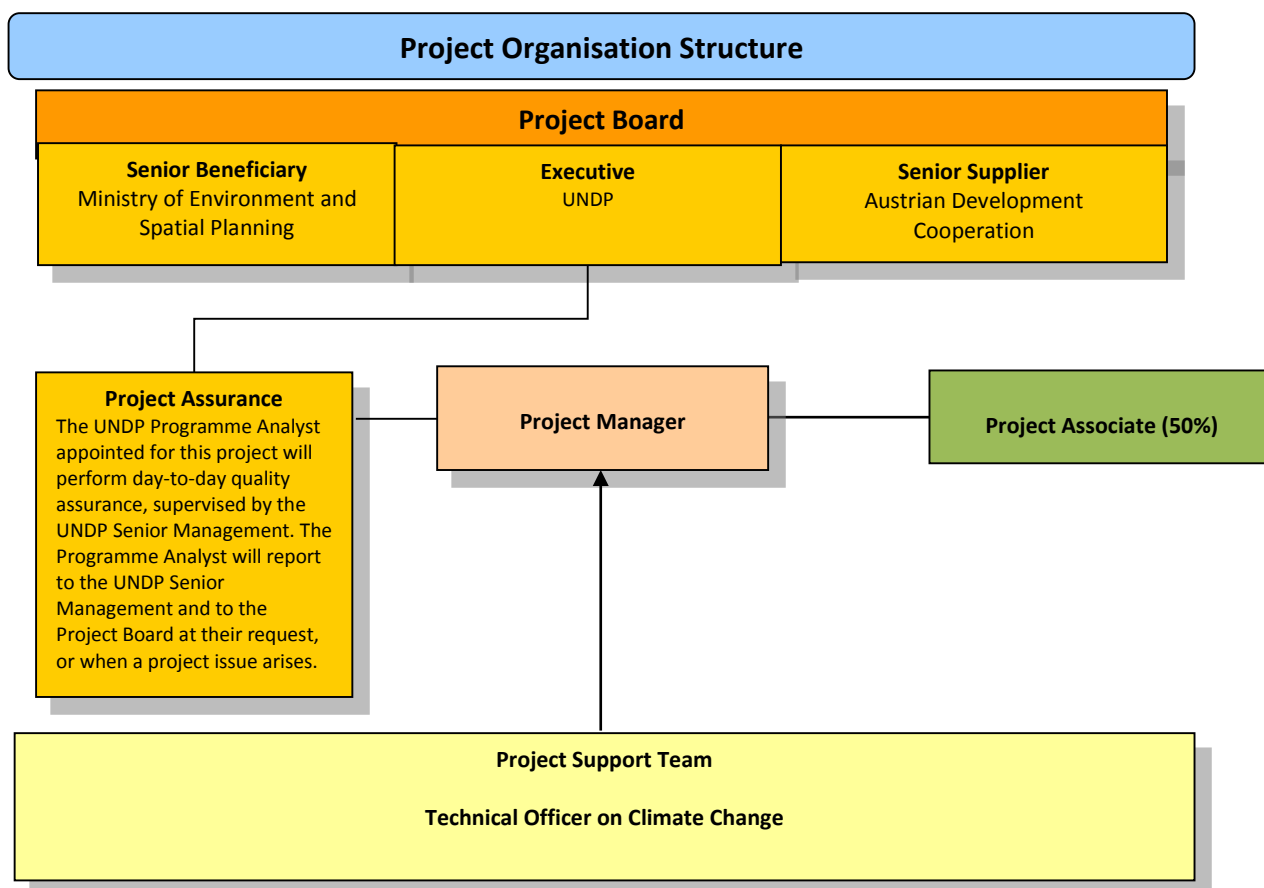 Project Organisation Structure
Project Board
Senior Beneficiary
Ministry of Environment and
Spatial Planning
Executive
UNDP
Senior Supplier
Austrian Development
Cooperation
Project Assurance
The UNDP Programme Analyst
appointed for this project will
perform day-to-day quality
assurance, supervised by the
UNDP Senior Management. The
Programme Analyst will report
to the UNDP Senior
Management and to the
Project Board at their request,
or when a project issue arises.
Project Manager
Project Associate (50%)
Project Support Team
Technical Officer on Climate Change